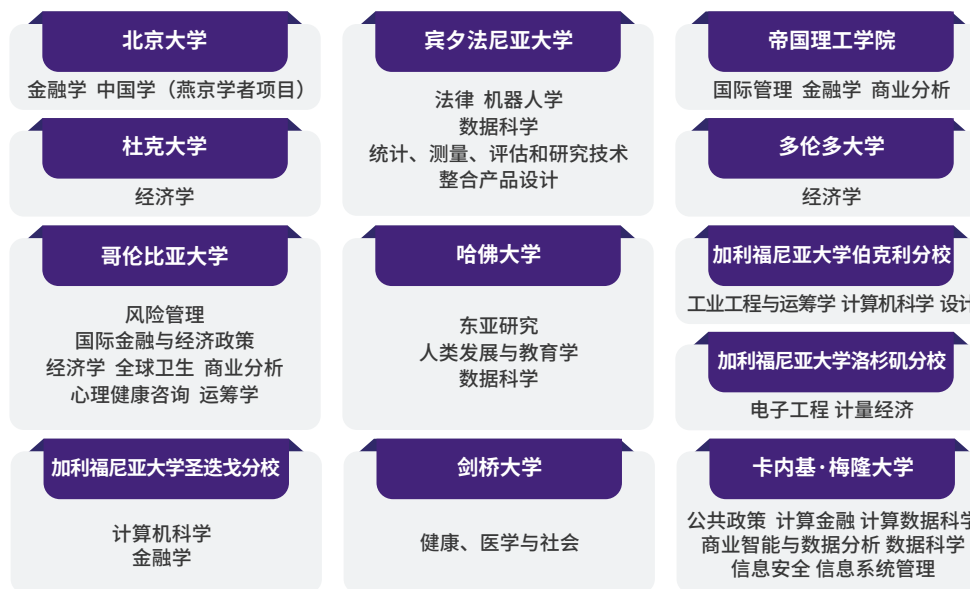 北京大学
金融学 中国学（燕京学者项目）
杜克大学
经济学
哥伦比亚大学
风险管理
国际金融与经济政策
经济学 全球卫生 商业分析
心理健康咨询 运筹学
加利福尼亚大学圣迭戈分校
计算机科学
金融学
宾夕法尼亚大学
法律 机器人学
数据科学
统计、测量、评估和研究技术
整合产品设计
哈佛大学
东亚研究
人类发展与教育学
数据科学
剑桥大学
健康、医学与社会
帝国理工学院
国际管理 金融学 商业分析
多伦多大学
经济学
加利福尼亚大学伯克利分校
工业工程与运筹学 计算机科学 设计
加利福尼亚大学洛杉矶分校
电子工程 计量经济
卡内基·梅隆大学
公共政策 计算金融 计算数据科学
商业智能与数据分析 数据科学
信息安全 信息系统管理